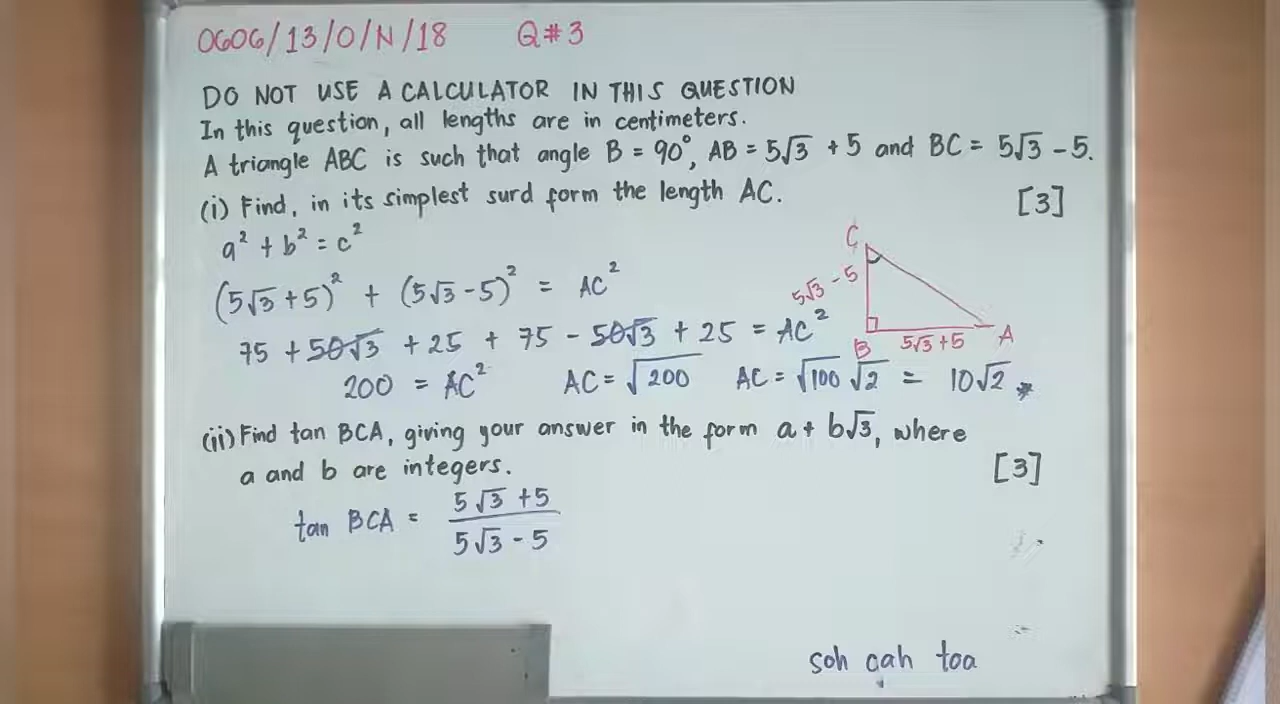 0606/13/O/N/18 Q#3
DO NOT USE A CALCULATOR IN THIS QUESTION
In this question, all lengths are in centimeters.
A triangle ABC is such that angle B = 90°, AB = 5√3 + 5 and BC = 5√3 - 5.
(i) Find, in its simplest surd form the length AC. [3]
a² + b² = c²
(5√3 + 5)² + (5√3 - 5)² = AC²
75 + 50√3 + 25 + 75 - 50√3 + 25 = AC²
200 = AC² AC = √200 AC = √100 √2 = 10√2
C
5√3 - 5
B 5√3 + 5 A
(ii) Find tan BCA, giving your answer in the form a + b√3, where
a and b are integers. [3]
tan BCA = (5√3 + 5)/(5√3 - 5)
soh cah toa